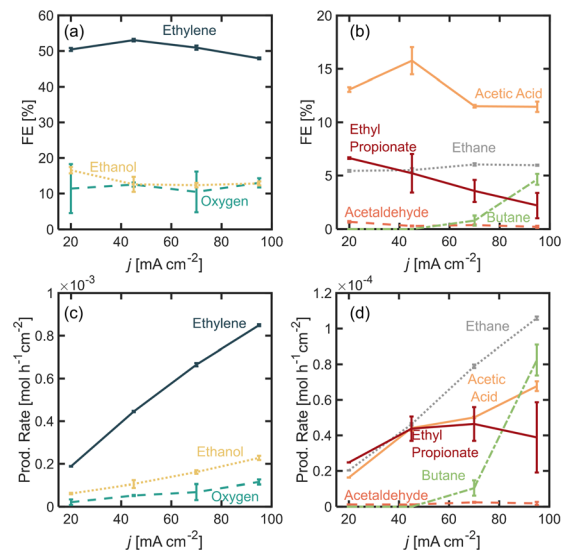 (a)
Ethylene
Ethanol
Oxygen
FE [%]
60
50
40
30
20
10
0
20 40 60 80 100
j [mA cm-2]
(b)
Acetic Acid
Ethyl
Propionate
Ethane
Acetaldehyde
Butane
FE [%]
20
15
10
5
0
20 40 60 80 100
j [mA cm-2]
×10-3
(c)
Ethylene
Ethanol
Oxygen
Prod. Rate [mol h-1cm-2]
1
0.8
0.6
0.4
0.2
0
20 40 60 80 100
j [mA cm-2]
×10-4
(d)
Ethane
Acetic
Acid
Ethyl
Propionate
Butane
Acetaldehyde
Prod. Rate [mol h-1cm-2]
1.2
1
0.8
0.6
0.4
0.2
0
20 40 60 80 100
j [mA cm-2]